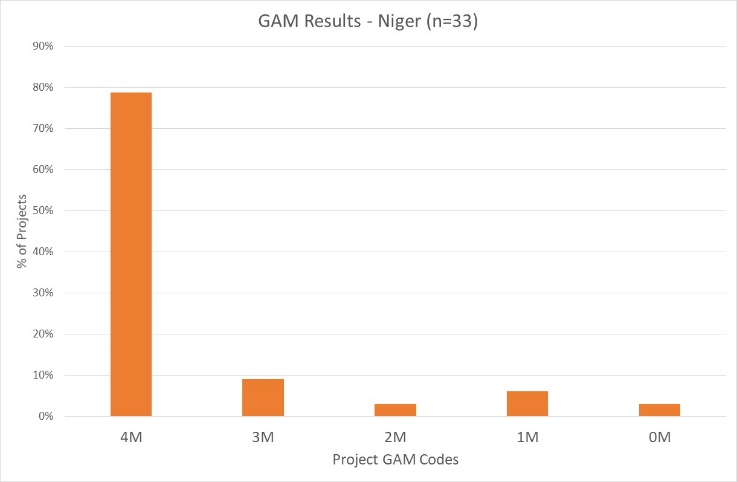 GAM Results - Niger (n=33)
90%
80%
70%
60%
50%
40%
30%
20%
10%
0%
% of Projects
4M
3M
2M
1M
0M
Project GAM Codes